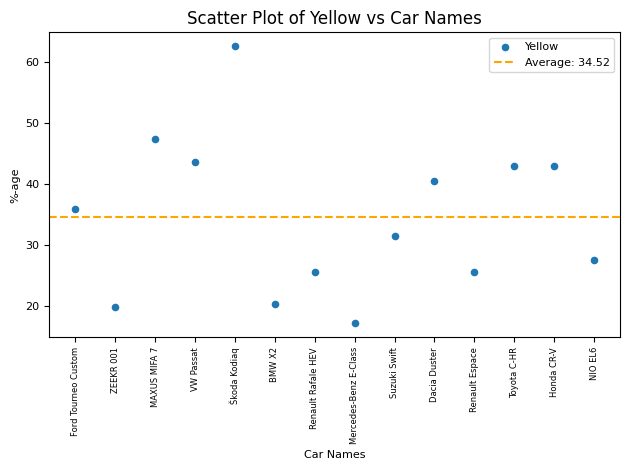 Scatter Plot of Yellow vs Car Names
Yellow
Average: 34.52
60
50
40
30
20
%-age
Ford Tourneo Custom
ZEEKR 001
MAXUS MIFA 7
VW Passat
Škoda Kodiaq
BMW X2
Renault Rafale HEV
Mercedes-Benz E-Class
Suzuki Swift
Dacia Duster
Renault Espace
Toyota C-HR
Honda CR-V
NIO EL6
Car Names